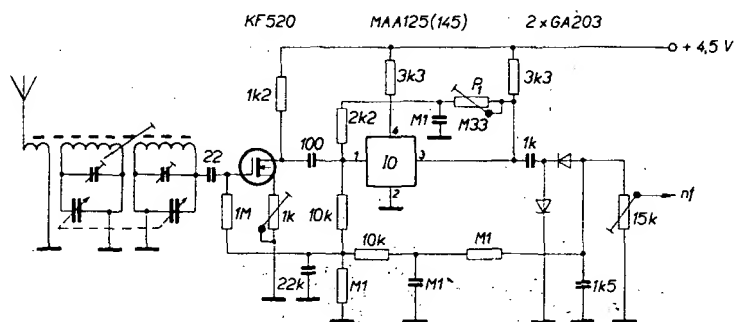 KF520 MAA125(145) 2×GA203
+ 4,5 V
1k2
3k3
3k3
P1
M1
M33
2k2
22
100
1
4
3
2
IO
1k
nf
1M
1k
10k
15k
10k
M1
22k
M1
M1
1k5